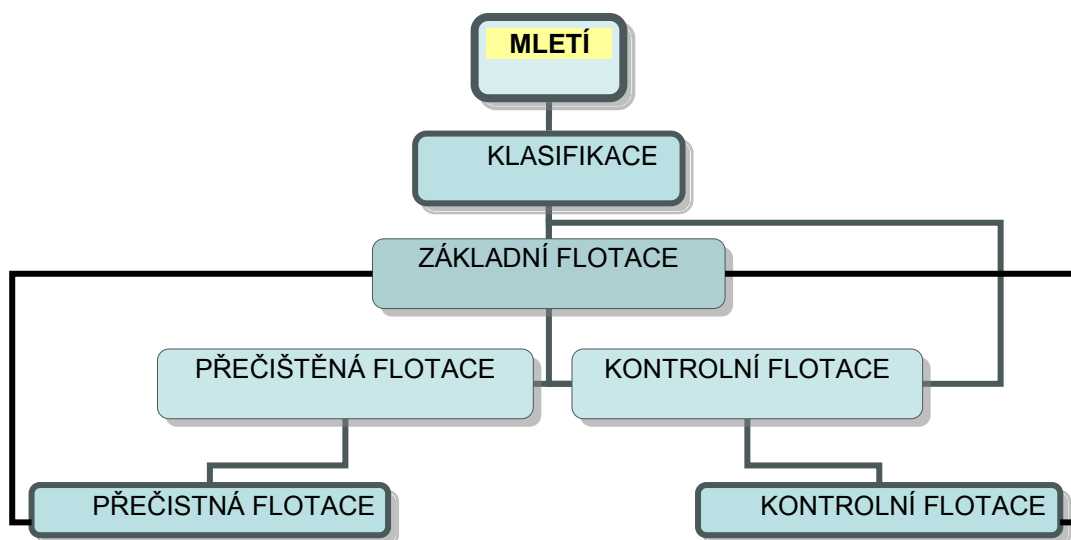 MLETÍ
KLASIFIKACE
ZÁKLADNÍ FLOTACE
PŘEČIŠTĚNÁ FLOTACE
KONTROLNÍ FLOTACE
PŘEČISTNÁ FLOTACE
KONTROLNÍ FLOTACE